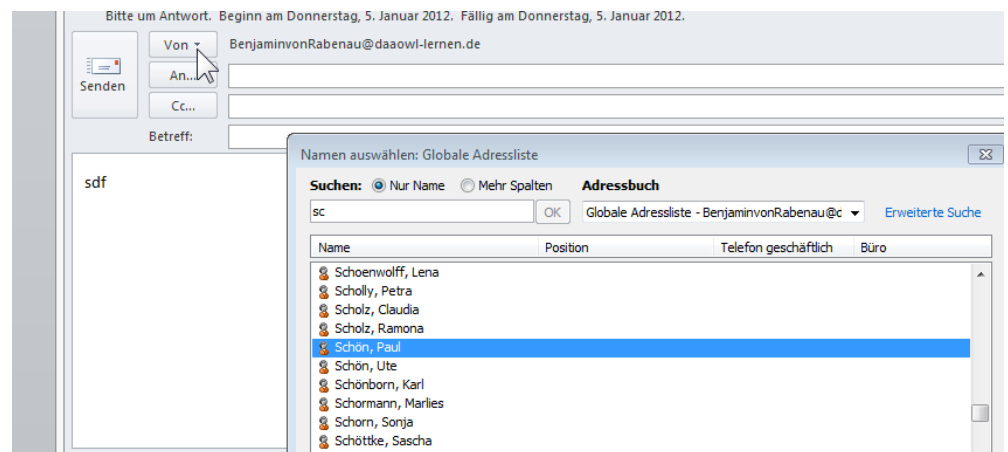 Bitte um Antwort. Beginn am Donnerstag, 5. Januar 2012. Fällig am Donnerstag, 5. Januar 2012.
Von BenjaminvonRabenau@daaowl-lernen.de
Senden
An...
Cc...
Betreff:
sdf
Namen auswählen: Globale Adressliste
Suchen: Nur Name Mehr Spalten Adressbuch
sc OK Globale Adressliste - BenjaminvonRabenau@d Erweiterte Suche
Name Position Telefon geschäftlich Büro
Schoenwolff, Lena
Scholly, Petra
Scholz, Claudia
Scholz, Ramona
Schön, Paul
Schön, Ute
Schönborn, Karl
Schormann, Marlies
Schorn, Sonja
Schöttke, Sascha